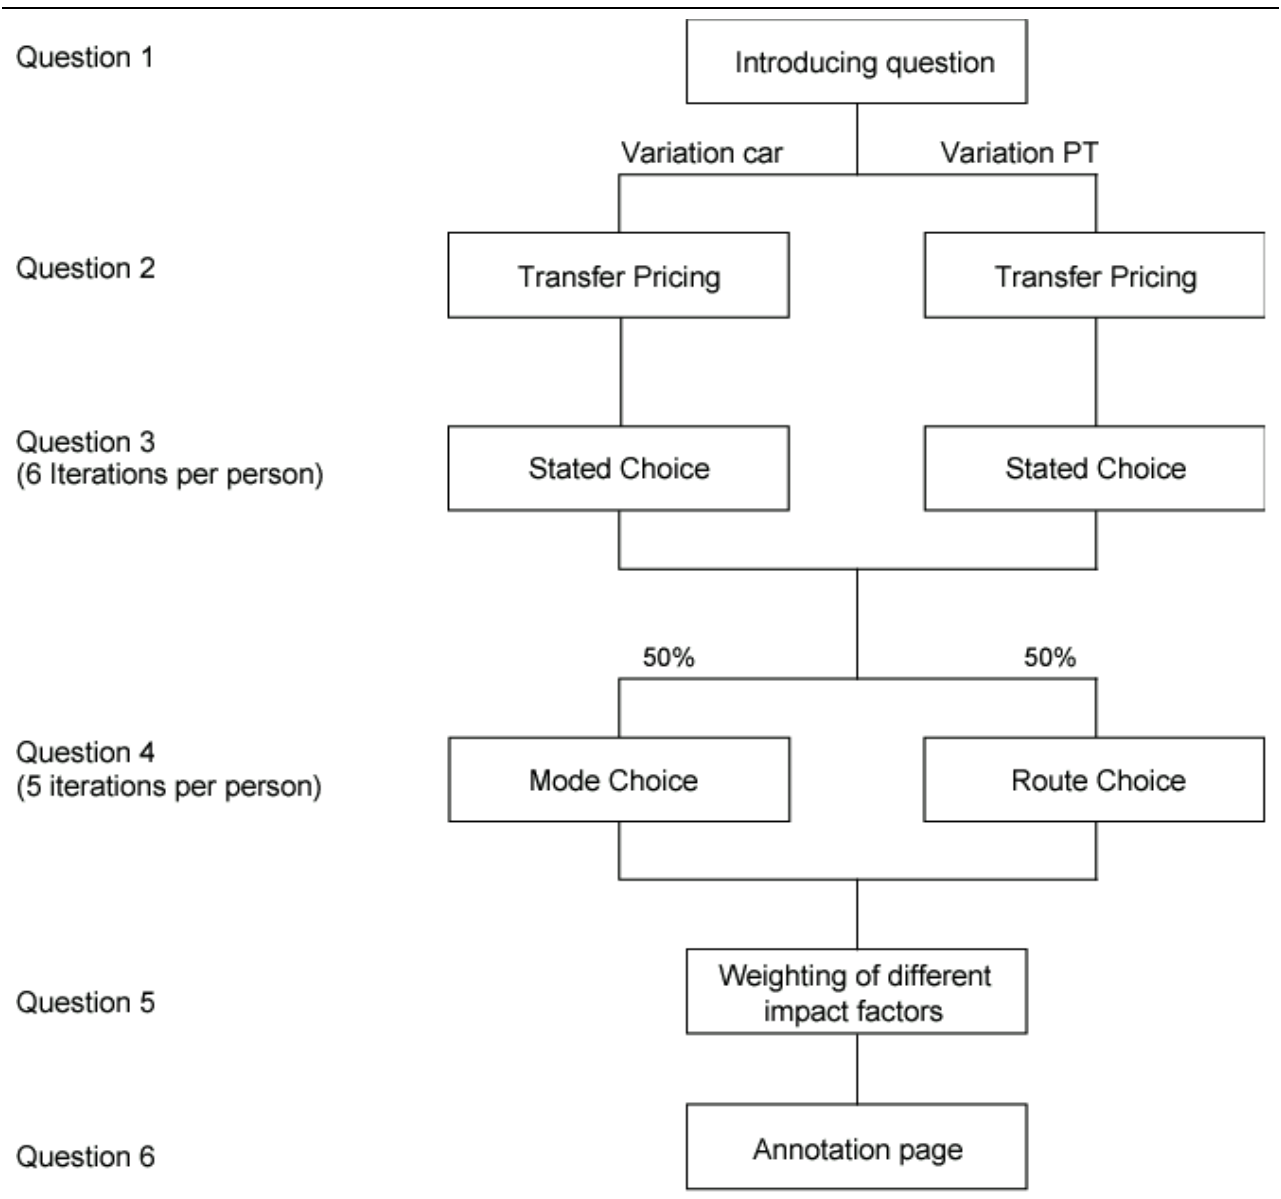 Question 1
Introducing question
Variation car
Variation PT
Question 2
Transfer Pricing
Transfer Pricing
Question 3
(6 Iterations per person)
Stated Choice
Stated Choice
50%
50%
Question 4
(5 iterations per person)
Mode Choice
Route Choice
Question 5
Weighting of different
impact factors
Question 6
Annotation page